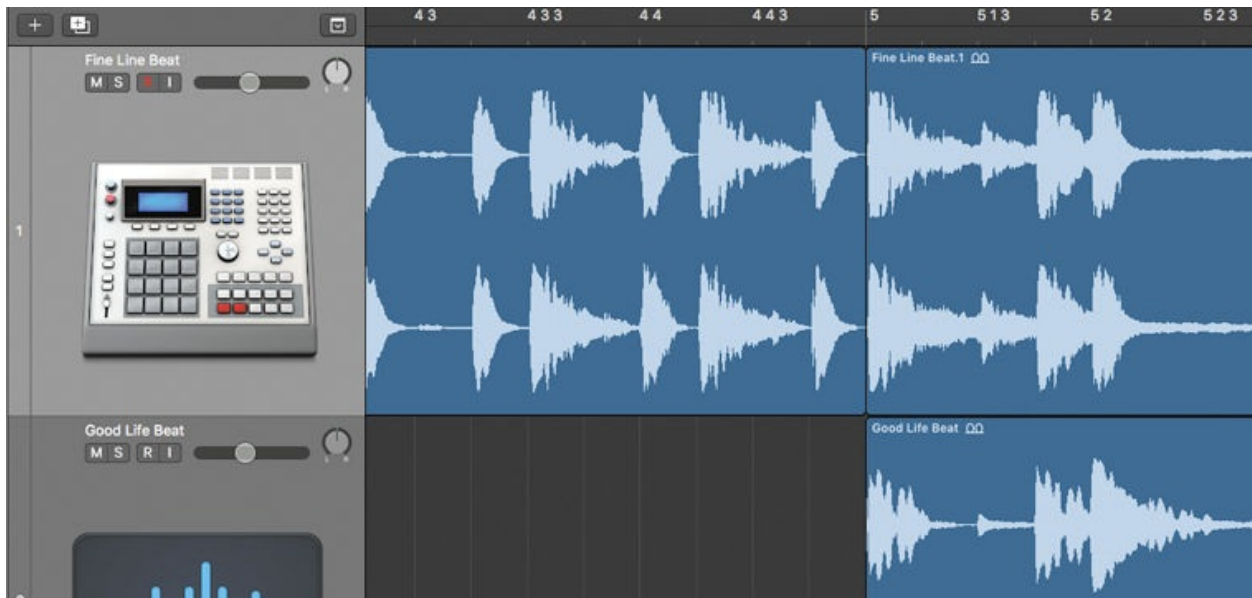 4 3 4 3 3 4 4 4 4 3 5 5 1 3 5 2 5 2 3
Fine Line Beat
M S R I
Fine Line Beat.1
1
Good Life Beat
M S R I
Good Life Beat